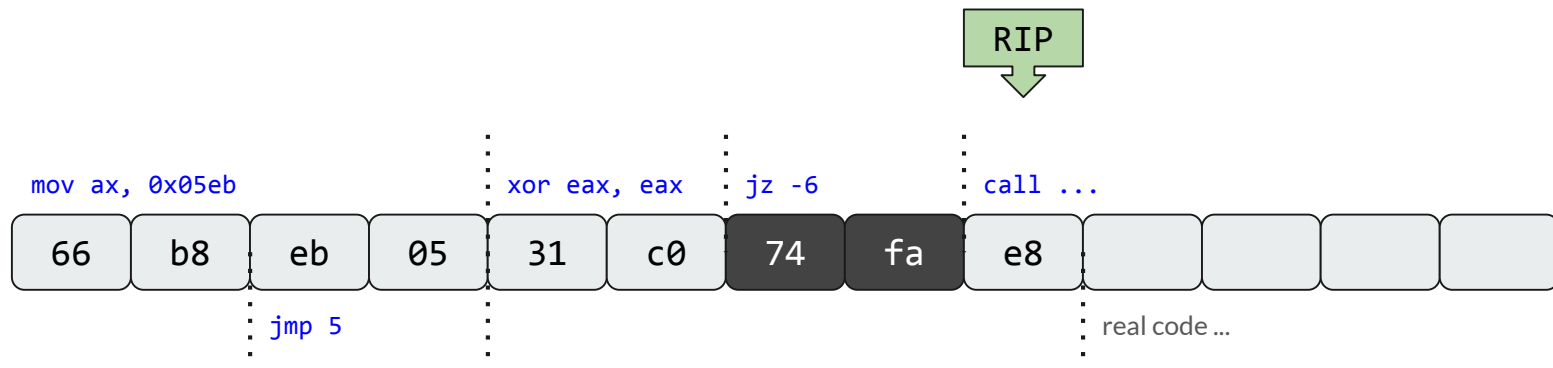 RIP
mov ax, 0x05eb xor eax, eax jz -6 call ...
66 b8 eb 05 31 c0 74 fa e8
jmp 5 real code ...